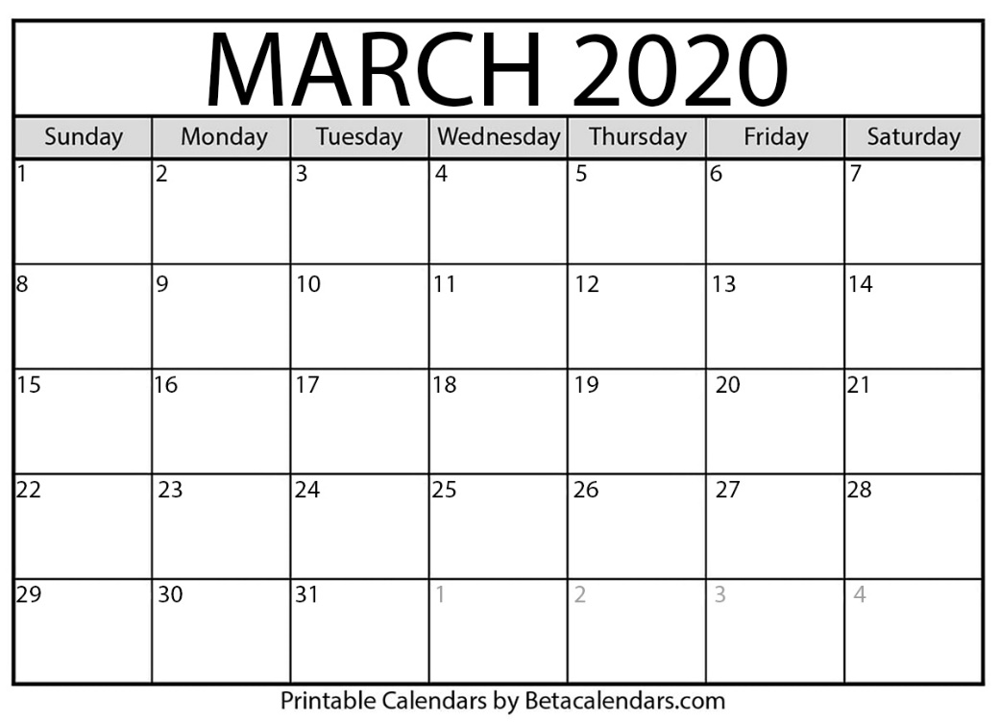 MARCH 2020
Sunday Monday Tuesday Wednesday Thursday Friday Saturday
1 2 3 4 5 6 7
8 9 10 11 12 13 14
15 16 17 18 19 20 21
22 23 24 25 26 27 28
29 30 31 1 2 3 4
Printable Calendars by Betacalendars.com